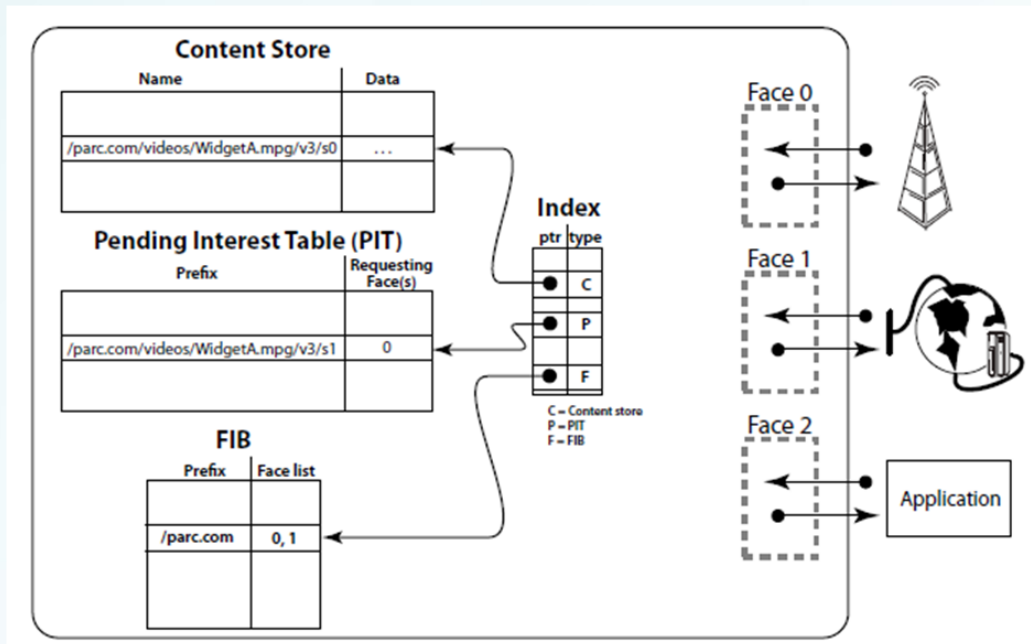 Content Store
Name Data
/parc.com/videos/WidgetA.mpg/v3/s0 ...
Pending Interest Table (PIT)
Prefix Requesting
Face(s)
/parc.com/videos/WidgetA.mpg/v3/s1 0
FIB
Prefix Face list
/parc.com 0, 1
Index
ptr type
C
P
F
C = Content store
P = PIT
F = FIB
Face 0
Face 1
Face 2
Application